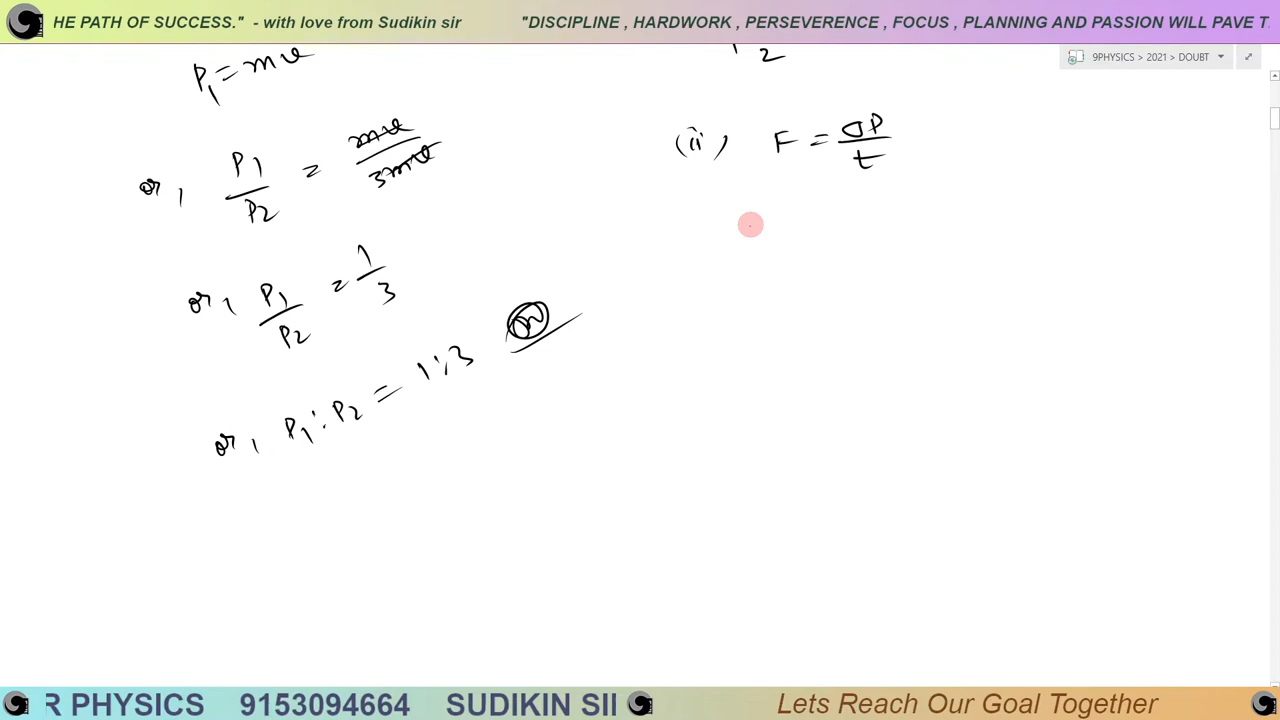 HE PATH OF SUCCESS." - with love from Sudikin sir "DISCIPLINE , HARDWORK , PERSEVERENCE , FOCUS , PLANNING AND PASSION WILL PAVE T
9PHYSICS > 2021 > DOUBT
P₁ = mv
or, P₁/P₂ = mv/3mv
or, P₁/P₂ = 1/3
or, P₁ : P₂ = 1:3
2
(ii) F = ΔP/t
R PHYSICS 9153094664 SUDIKIN SII Lets Reach Our Goal Together